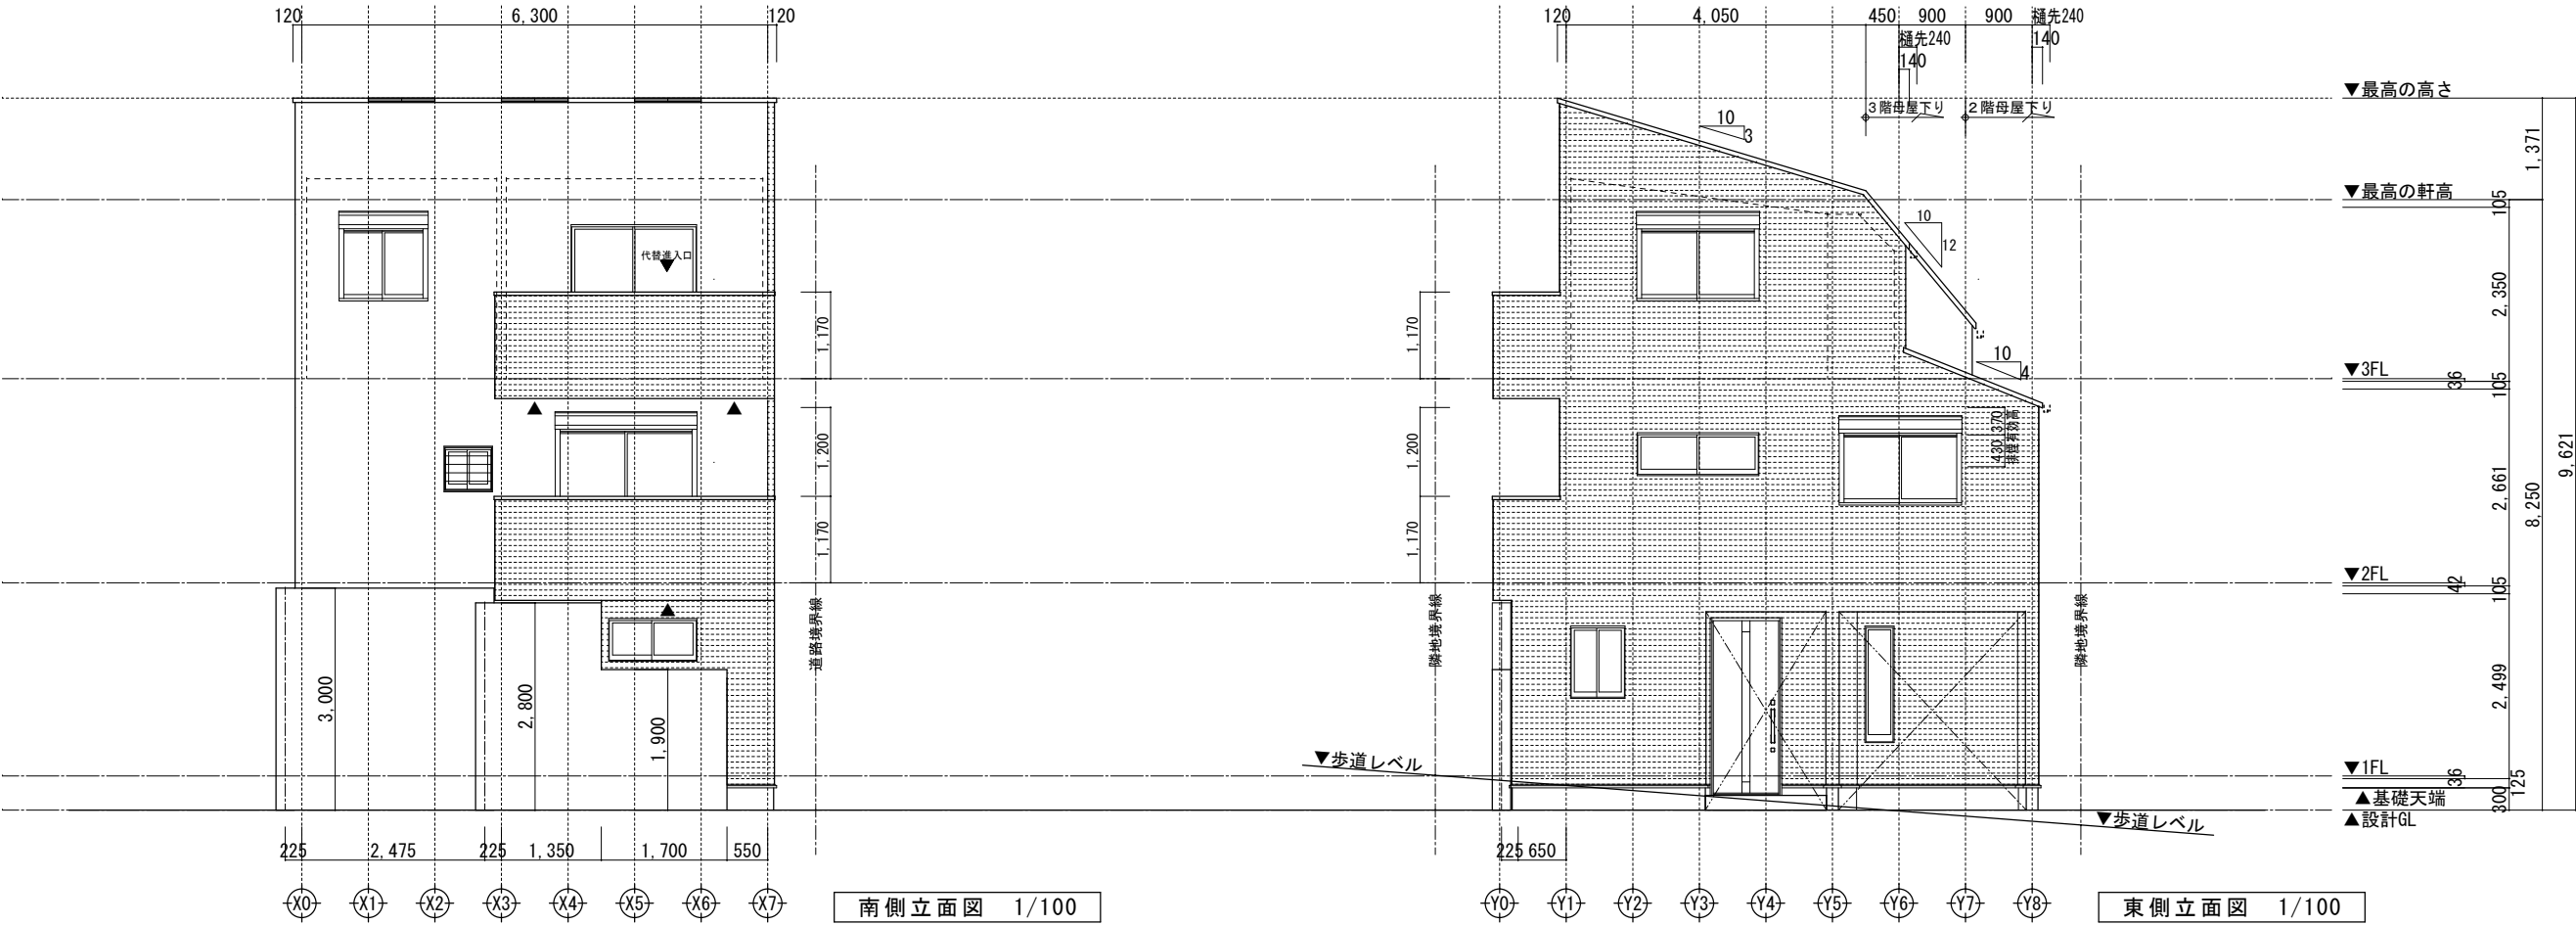 120
6,300
120
120
4,050
450
900
900
樋先240
樋先240
140
140
3階母屋下り
2階母屋下り
10
3
10
12
10
4
代替進入口
1,170
1,200
1,170
1,170
1,200
1,170
430
370
排煙有効高
道路境界線
隣地境界線
隣地境界線
3,000
2,800
1,900
▼歩道レベル
▼歩道レベル
▼最高の高さ
▼最高の軒高
▼3FL
▼2FL
▼1FL
▲基礎天端
▲設計GL
1,371
105
2,350
36
105
2,661
42
105
2,499
36
125
300
8,250
9,621
225
2,475
225
1,350
1,700
550
225
650
X0
X1
X2
X3
X4
X5
X6
X7
南側立面図 1/100
Y0
Y1
Y2
Y3
Y4
Y5
Y6
Y7
Y8
東側立面図 1/100